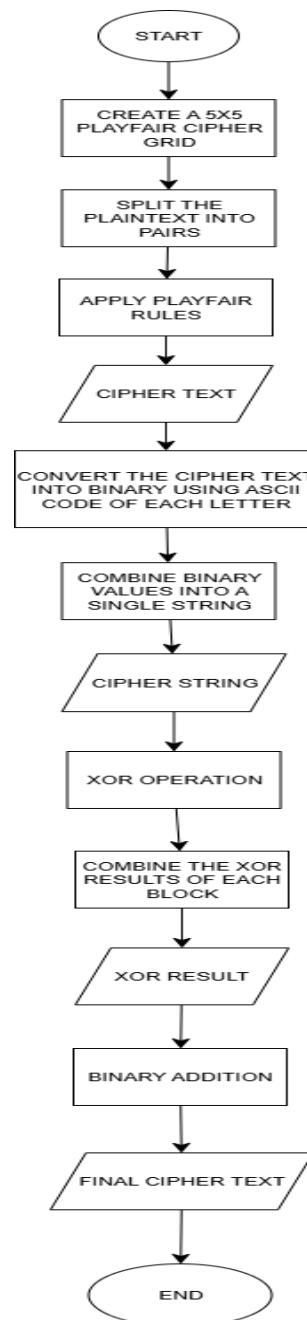 START
CREATE A 5X5
PLAYFAIR CIPHER
GRID
SPLIT THE
PLAINTEXT INTO
PAIRS
APPLY PLAYFAIR
RULES
CIPHER TEXT
CONVERT THE CIPHER TEXT
INTO BINARY USING ASCII
CODE OF EACH LETTER
COMBINE BINARY
VALUES INTO A
SINGLE STRING
CIPHER STRING
XOR OPERATION
COMBINE THE XOR
RESULTS OF EACH
BLOCK
XOR RESULT
BINARY ADDITION
FINAL CIPHER TEXT
END